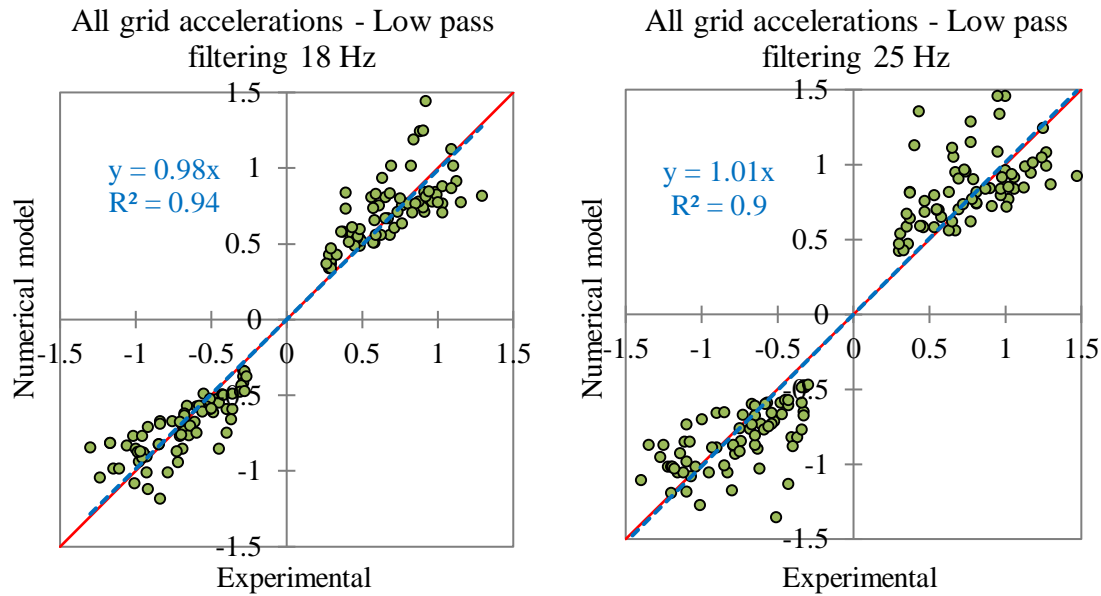 All grid accelerations - Low pass
filtering 18 Hz
1.5
1
0.5
0
-0.5
-1
-1.5
-1.5
-1
-0.5
0
0.5
1
1.5
y = 0.98x
R² = 0.94
Numerical model
Experimental
All grid accelerations - Low pass
filtering 25 Hz
1.5
1
0.5
0
-0.5
-1
-1.5
-1.5
-1
-0.5
0
0.5
1
1.5
y = 1.01x
R² = 0.9
Numerical model
Experimental